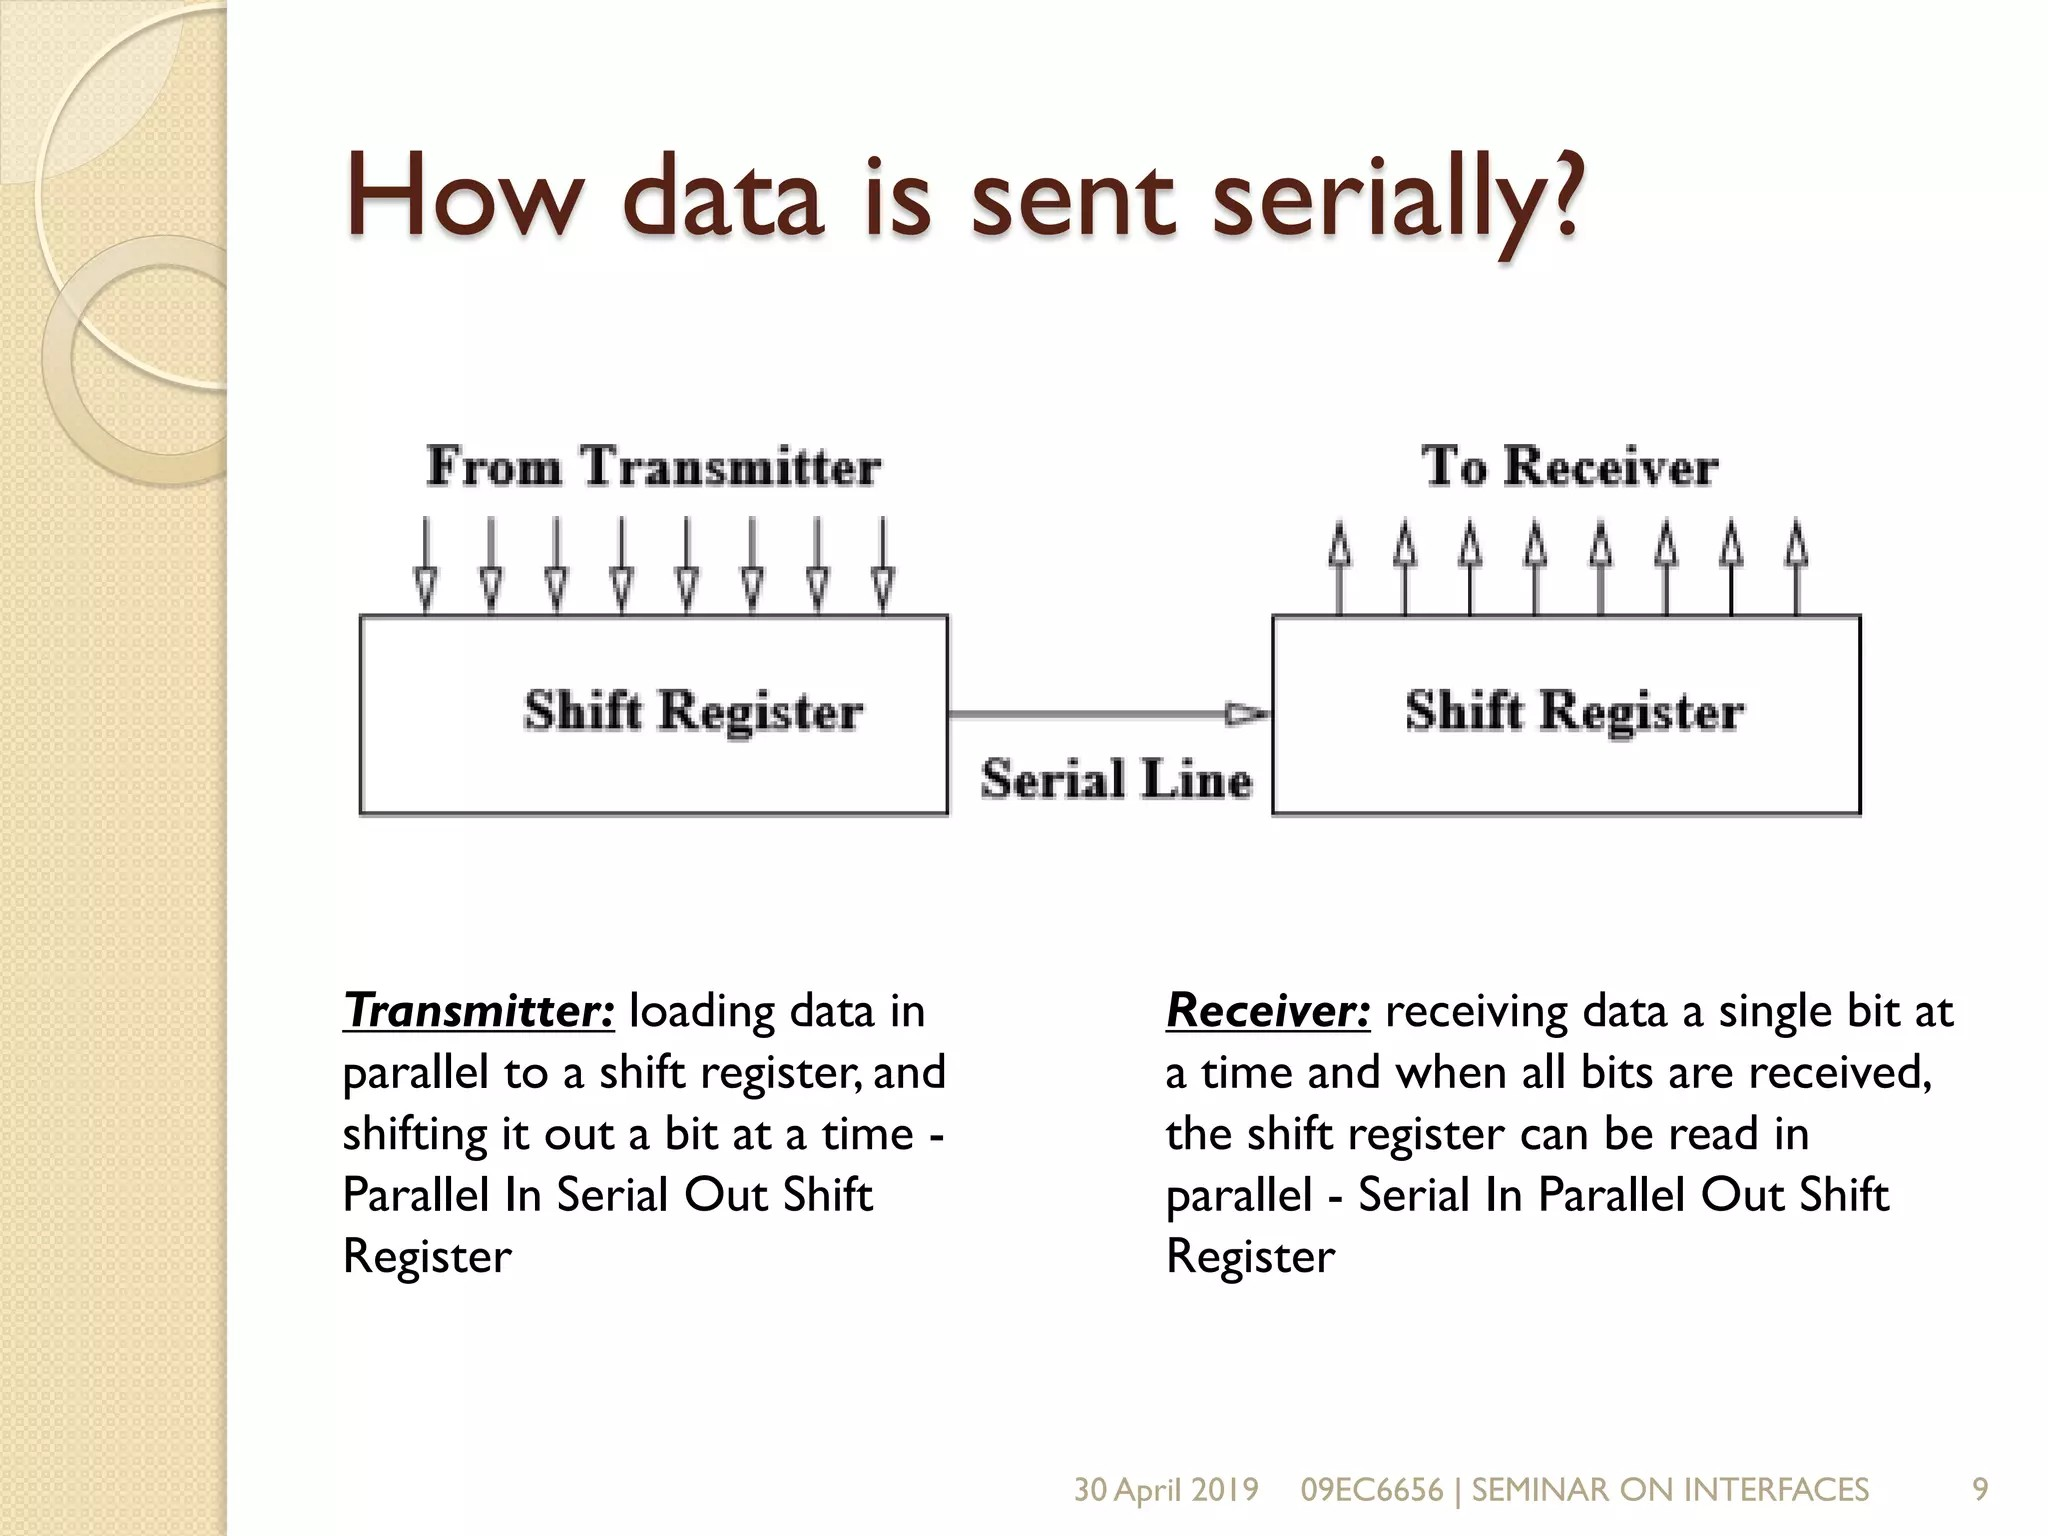 How data is sent serially?
From Transmitter
To Receiver
Shift Register
Shift Register
Serial Line
Transmitter: loading data in
parallel to a shift register, and
shifting it out a bit at a time -
Parallel In Serial Out Shift
Register
Receiver: receiving data a single bit at
a time and when all bits are received,
the shift register can be read in
parallel - Serial In Parallel Out Shift
Register
30 April 2019 09EC6656 | SEMINAR ON INTERFACES 9